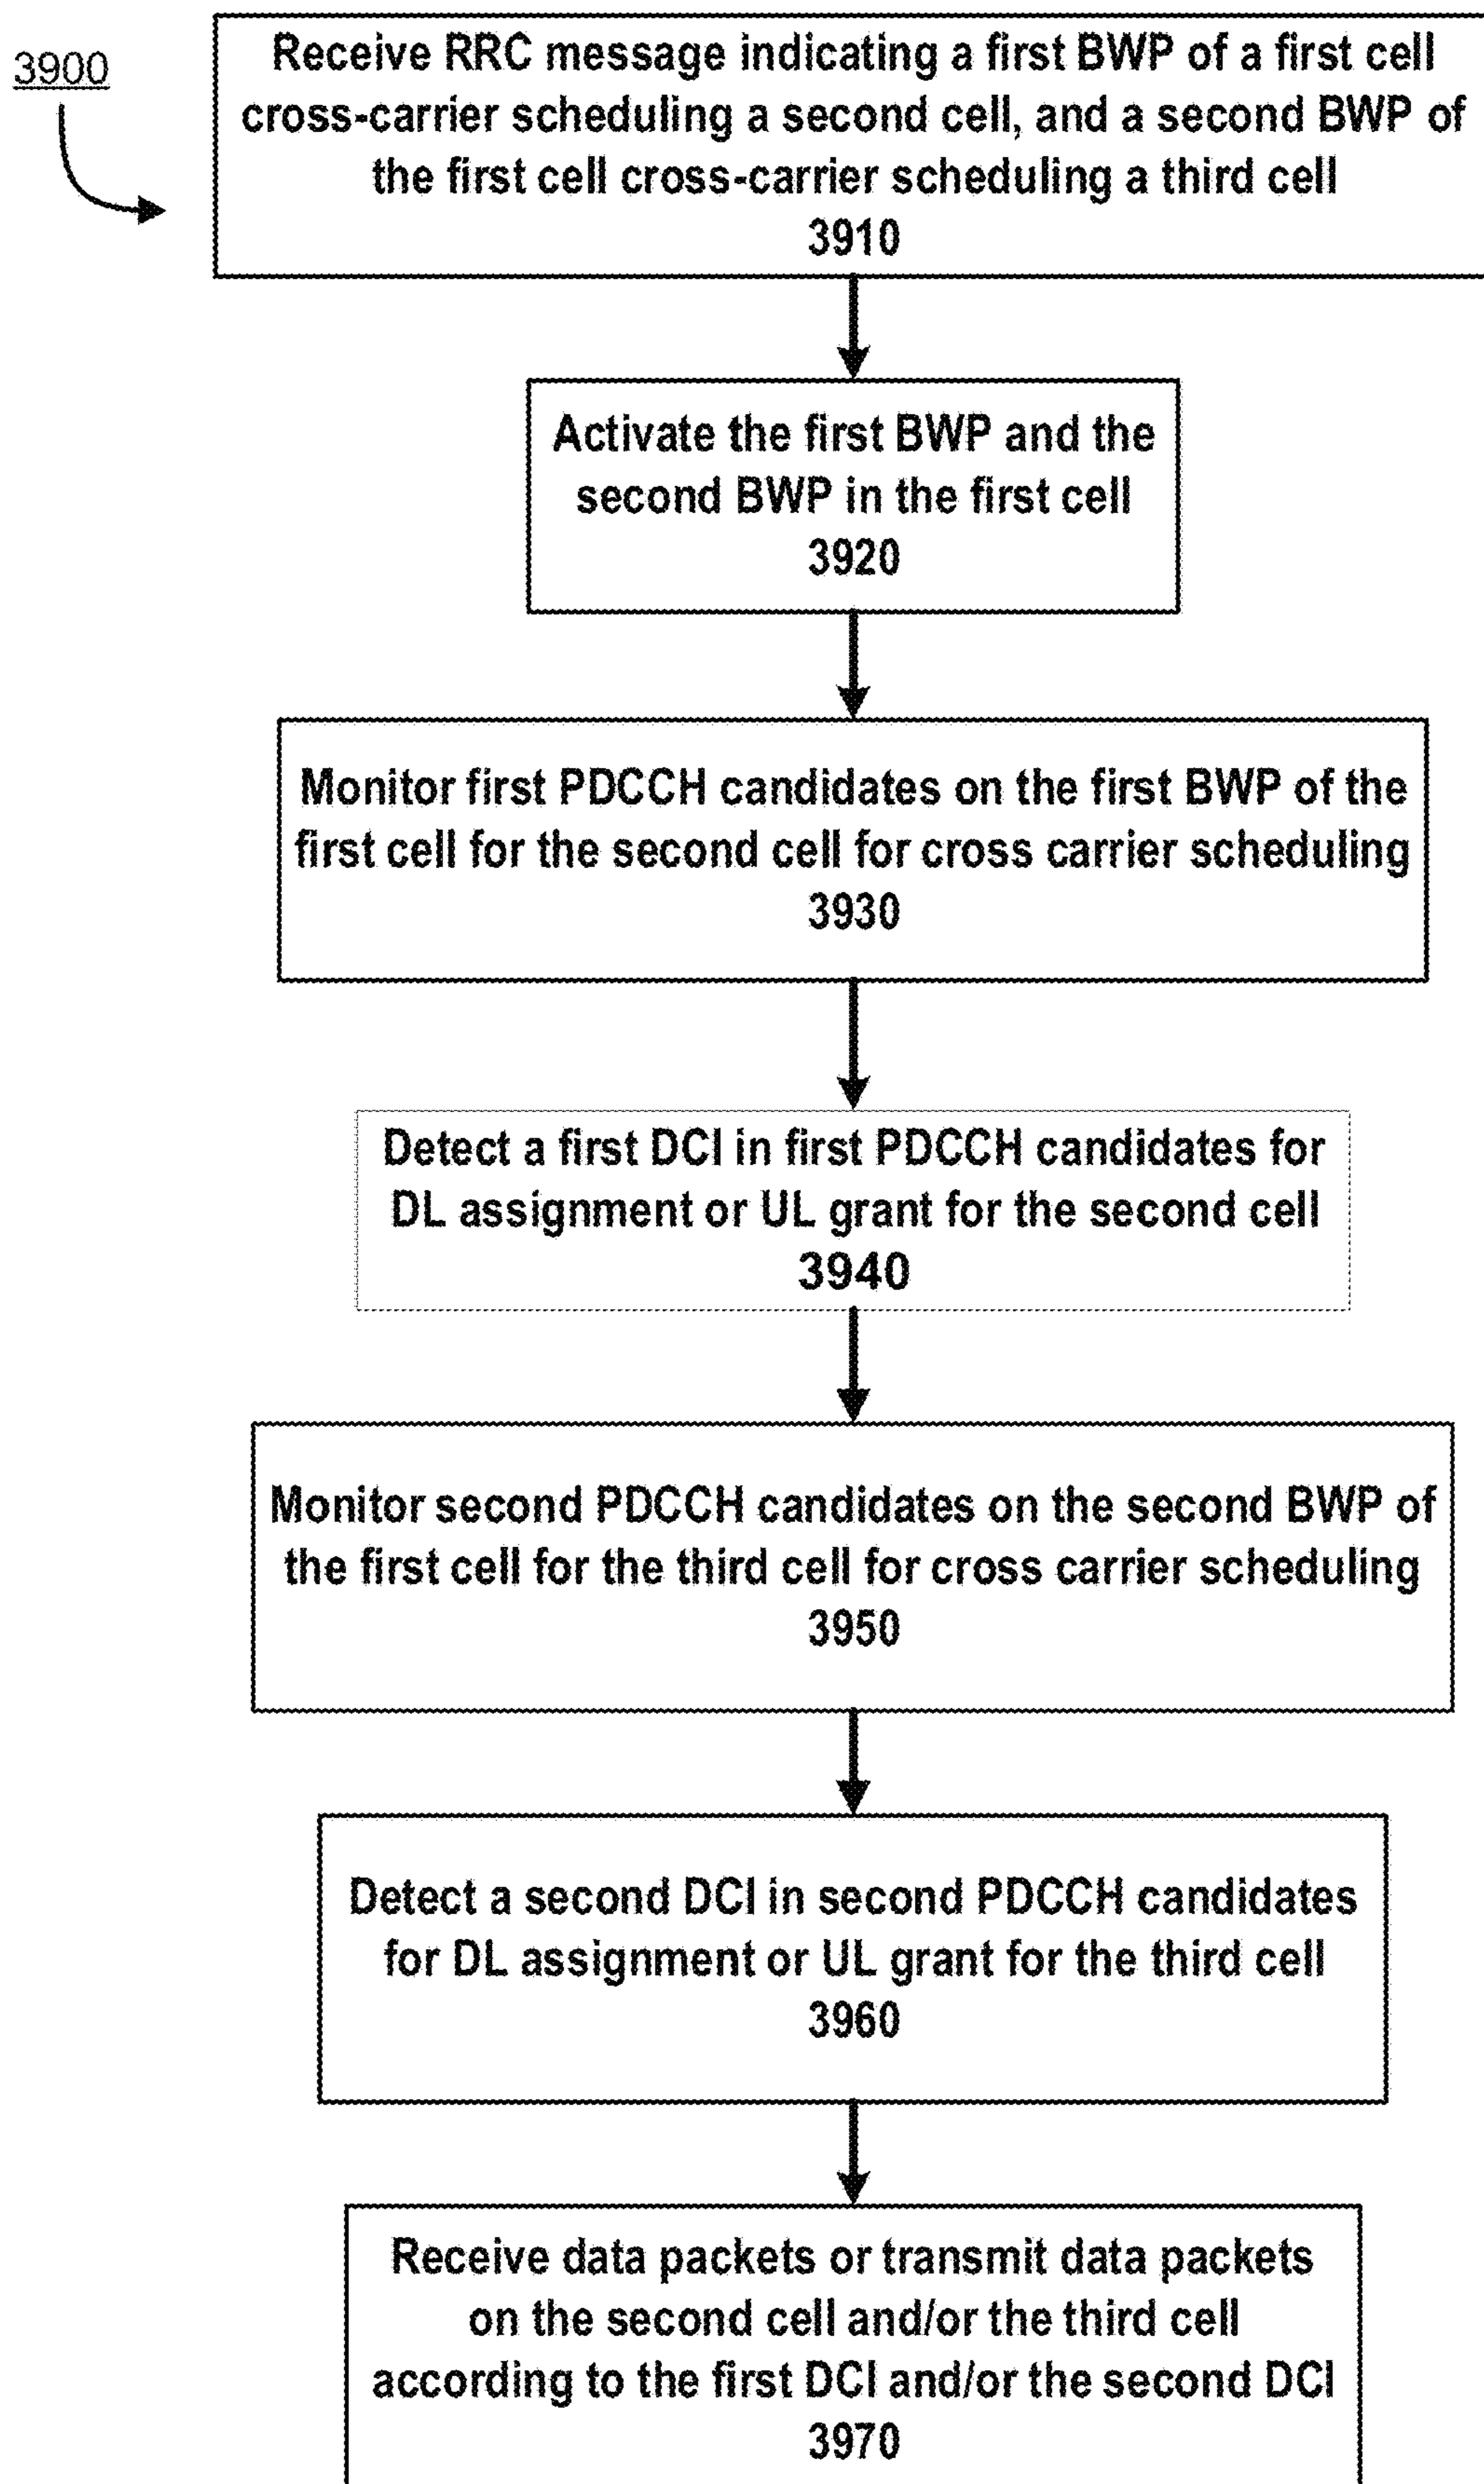 3900
Receive RRC message indicating a first BWP of a first cell
cross-carrier scheduling a second cell, and a second BWP of
the first cell cross-carrier scheduling a third cell
3910
Activate the first BWP and the
second BWP in the first cell
3920
Monitor first PDCCH candidates on the first BWP of the
first cell for the second cell for cross carrier scheduling
3930
Detect a first DCI in first PDCCH candidates for
DL assignment or UL grant for the second cell
3940
Monitor second PDCCH candidates on the second BWP of
the first cell for the third cell for cross carrier scheduling
3950
Detect a second DCI in second PDCCH candidates
for DL assignment or UL grant for the third cell
3960
Receive data packets or transmit data packets
on the second cell and/or the third cell
according to the first DCI and/or the second DCI
3970